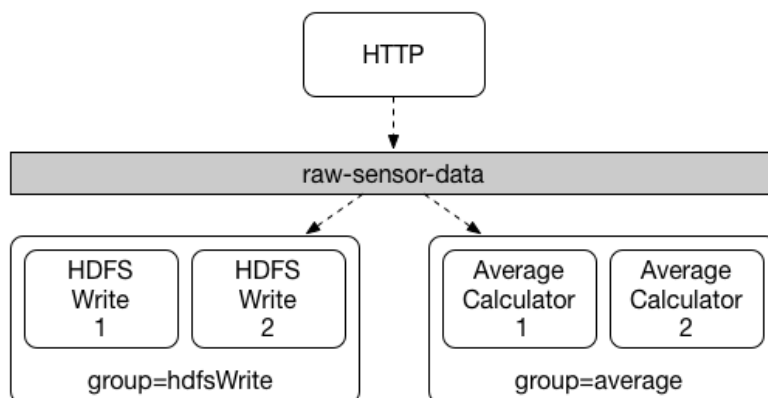 HTTP
raw-sensor-data
HDFS
Write
1
HDFS
Write
2
group=hdfsWrite
Average
Calculator
1
Average
Calculator
2
group=average